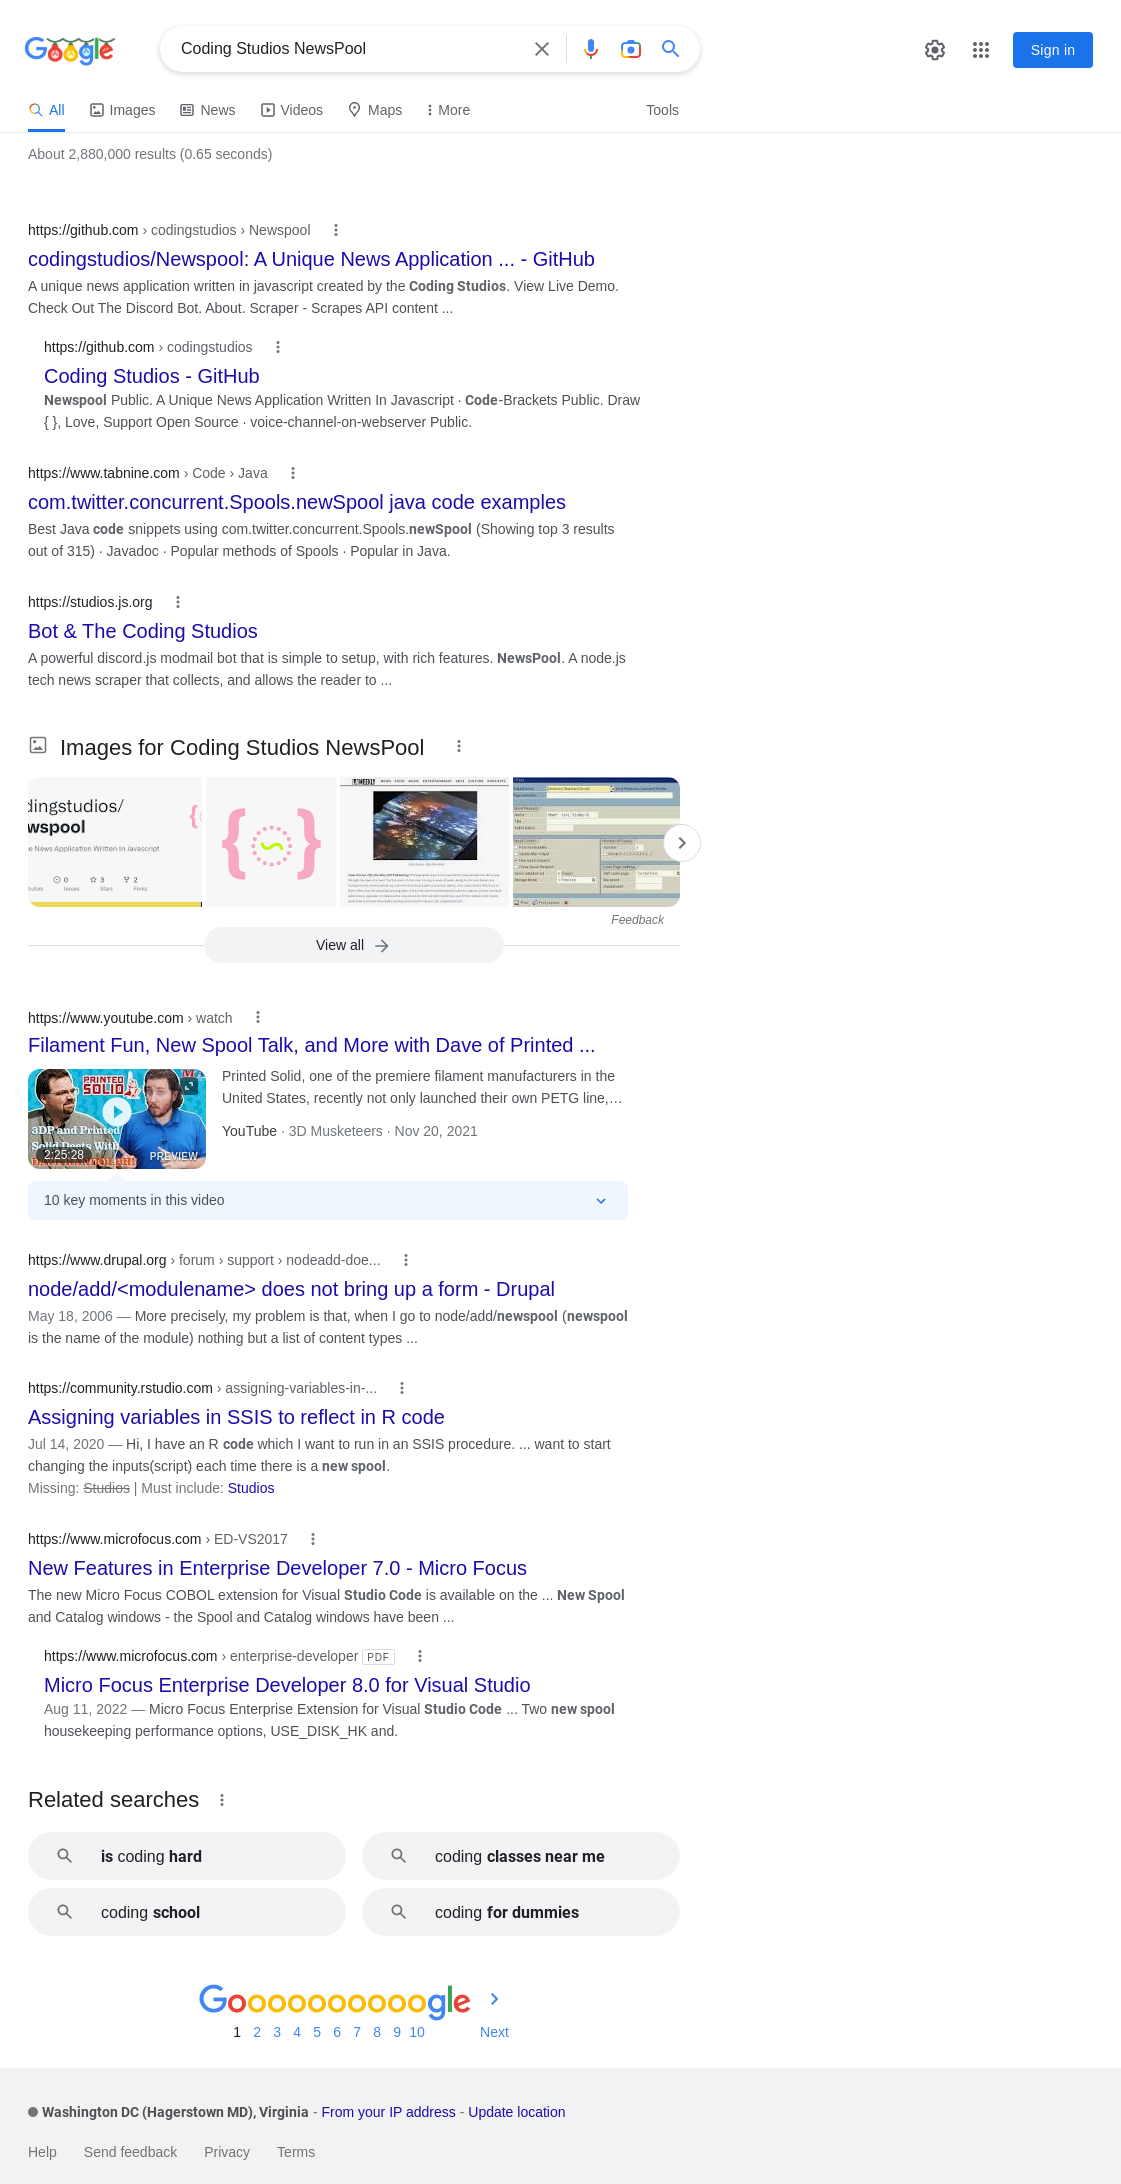 Google
Coding Studios NewsPool
Sign in
All
Images
News
Videos
Maps
More
Tools
About 2,880,000 results (0.65 seconds)
https://github.com › codingstudios › Newspool
codingstudios/Newspool: A Unique News Application ... - GitHub
A unique news application written in javascript created by the Coding Studios. View Live Demo.
Check Out The Discord Bot. About. Scraper - Scrapes API content ...
https://github.com › codingstudios
Coding Studios - GitHub
Newspool Public. A Unique News Application Written In Javascript · Code-Brackets Public. Draw
{ }, Love, Support Open Source · voice-channel-on-webserver Public.
https://www.tabnine.com › Code › Java
com.twitter.concurrent.Spools.newSpool java code examples
Best Java code snippets using com.twitter.concurrent.Spools.newSpool (Showing top 3 results
out of 315) · Javadoc · Popular methods of Spools · Popular in Java.
https://studios.js.org
Bot & The Coding Studios
A powerful discord.js modmail bot that is simple to setup, with rich features. NewsPool. A node.js
tech news scraper that collects, and allows the reader to ...
Images for Coding Studios NewsPool
dingstudios/
wspool
e News Application Written In Javascript
0
3
2
utors
Issues
Stars
Forks
Feedback
View all
https://www.youtube.com › watch
Filament Fun, New Spool Talk, and More with Dave of Printed ...
PRINTED
SOLID
3DP and Printed
Solid Deets With
2:25:28
PREVIEW
Printed Solid, one of the premiere filament manufacturers in the
United States, recently not only launched their own PETG line,…
YouTube · 3D Musketeers · Nov 20, 2021
10 key moments in this video
https://www.drupal.org › forum › support › nodeadd-doe...
node/add/<modulename> does not bring up a form - Drupal
May 18, 2006 — More precisely, my problem is that, when I go to node/add/newspool (newspool
is the name of the module) nothing but a list of content types ...
https://community.rstudio.com › assigning-variables-in-...
Assigning variables in SSIS to reflect in R code
Jul 14, 2020 — Hi, I have an R code which I want to run in an SSIS procedure. ... want to start
changing the inputs(script) each time there is a new spool.
Missing: Studios | Must include: Studios
https://www.microfocus.com › ED-VS2017
New Features in Enterprise Developer 7.0 - Micro Focus
The new Micro Focus COBOL extension for Visual Studio Code is available on the ... New Spool
and Catalog windows - the Spool and Catalog windows have been ...
https://www.microfocus.com › enterprise-developer PDF
Micro Focus Enterprise Developer 8.0 for Visual Studio
Aug 11, 2022 — Micro Focus Enterprise Extension for Visual Studio Code ... Two new spool
housekeeping performance options, USE_DISK_HK and.
Related searches
is coding hard
coding classes near me
coding school
coding for dummies
Goooooooooogle
1 2 3 4 5 6 7 8 9 10 Next
Washington DC (Hagerstown MD), Virginia - From your IP address - Update location
Help Send feedback Privacy Terms